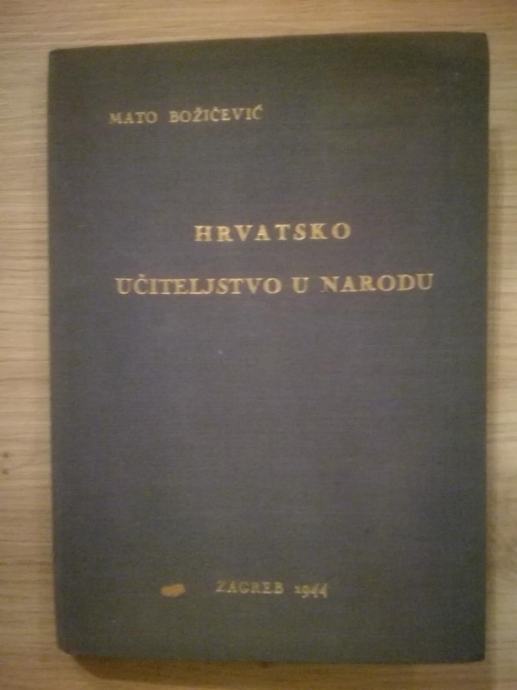 MATO BOŽIČEVIĆ
HRVATSKO
UČITELJSTVO U NARODU
ZAGREB 1944